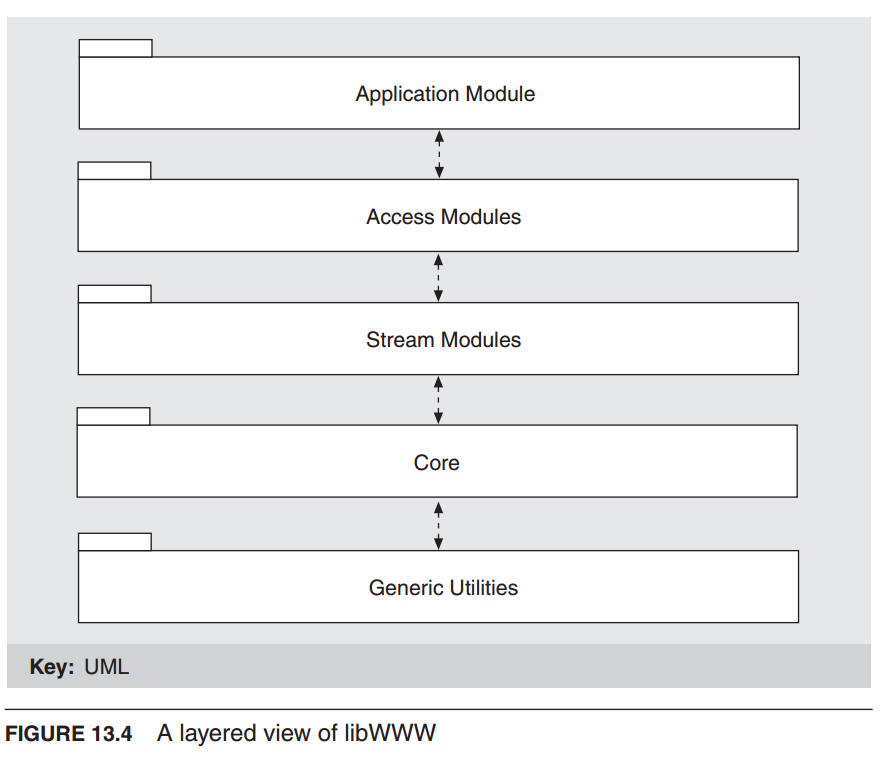 Application Module
Access Modules
Stream Modules
Core
Generic Utilities
Key: UML
FIGURE 13.4 A layered view of libWWW